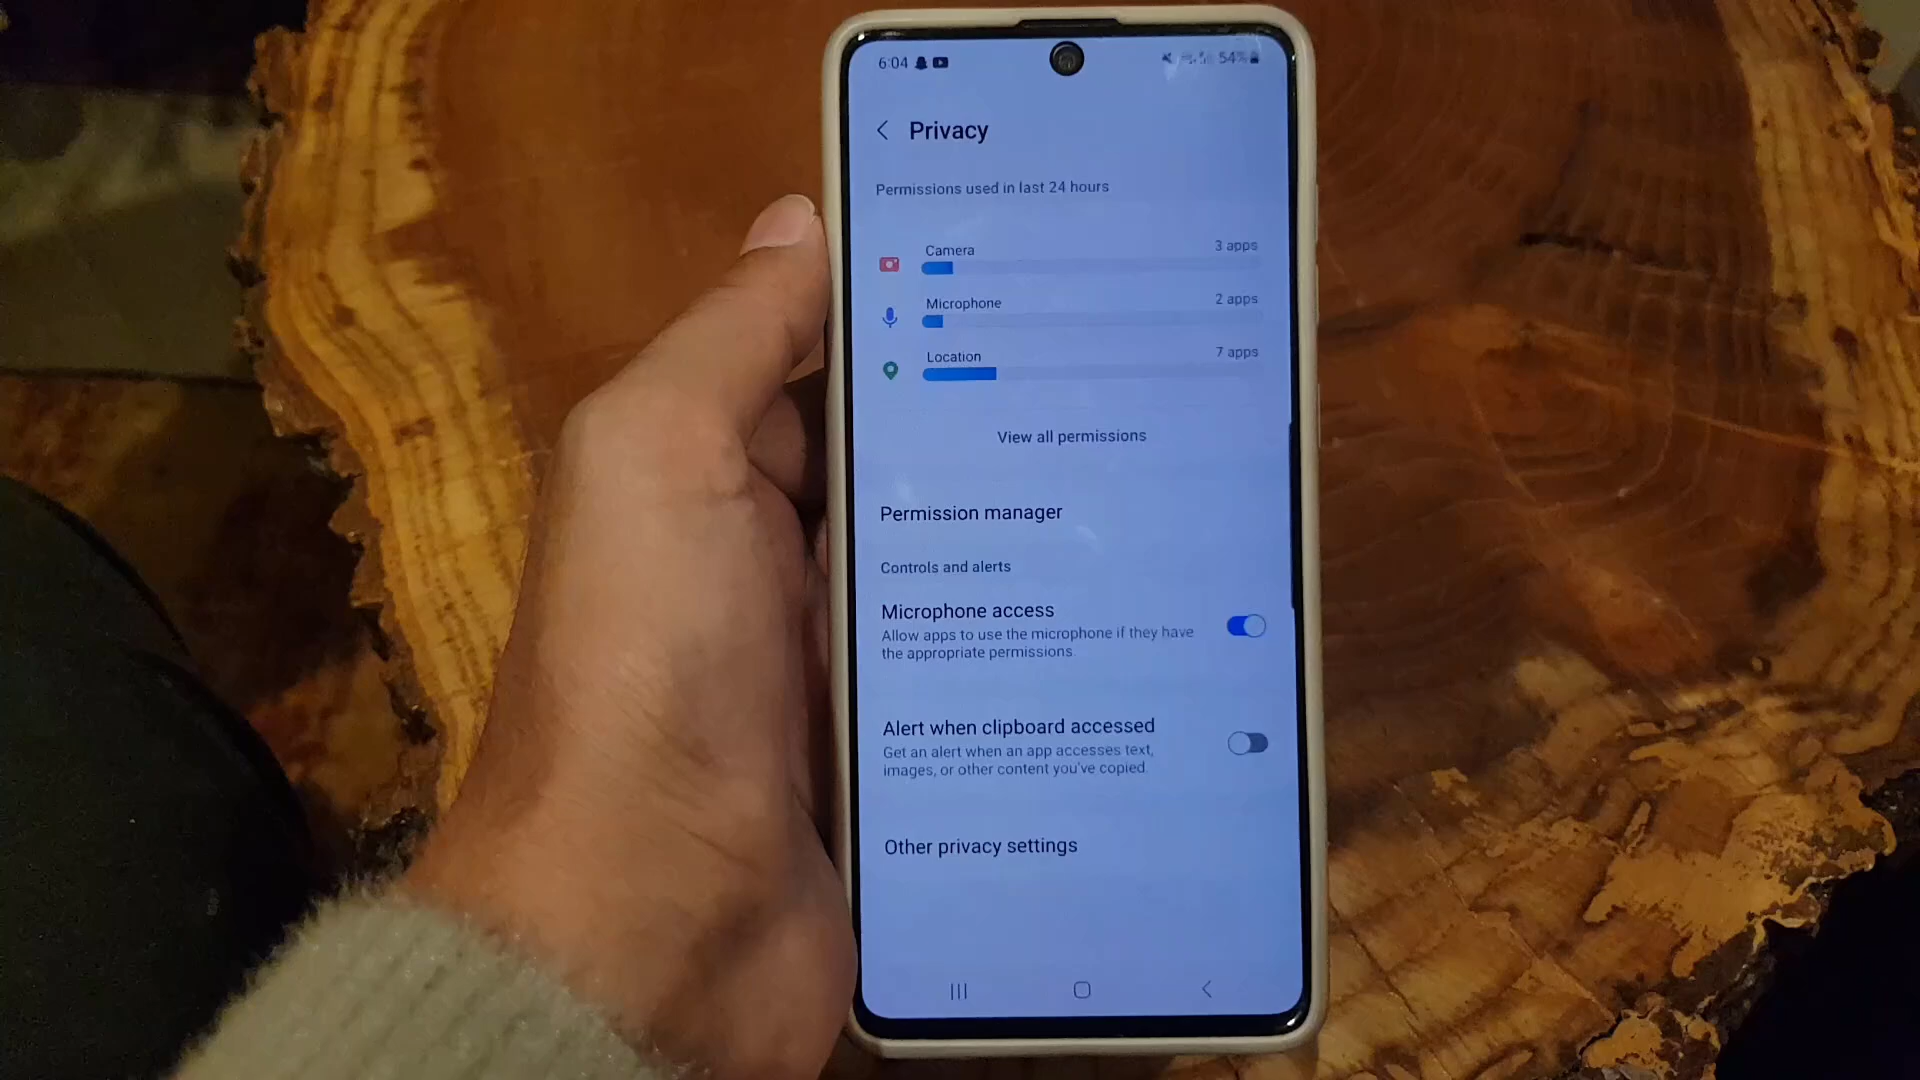 6:04 54%
Privacy
Permissions used in last 24 hours
Camera 3 apps
Microphone 2 apps
Location 7 apps
View all permissions
Permission manager
Controls and alerts
Microphone access
Allow apps to use the microphone if they have
the appropriate permissions.
Alert when clipboard accessed
Get an alert when an app accesses text,
images, or other content you've copied.
Other privacy settings